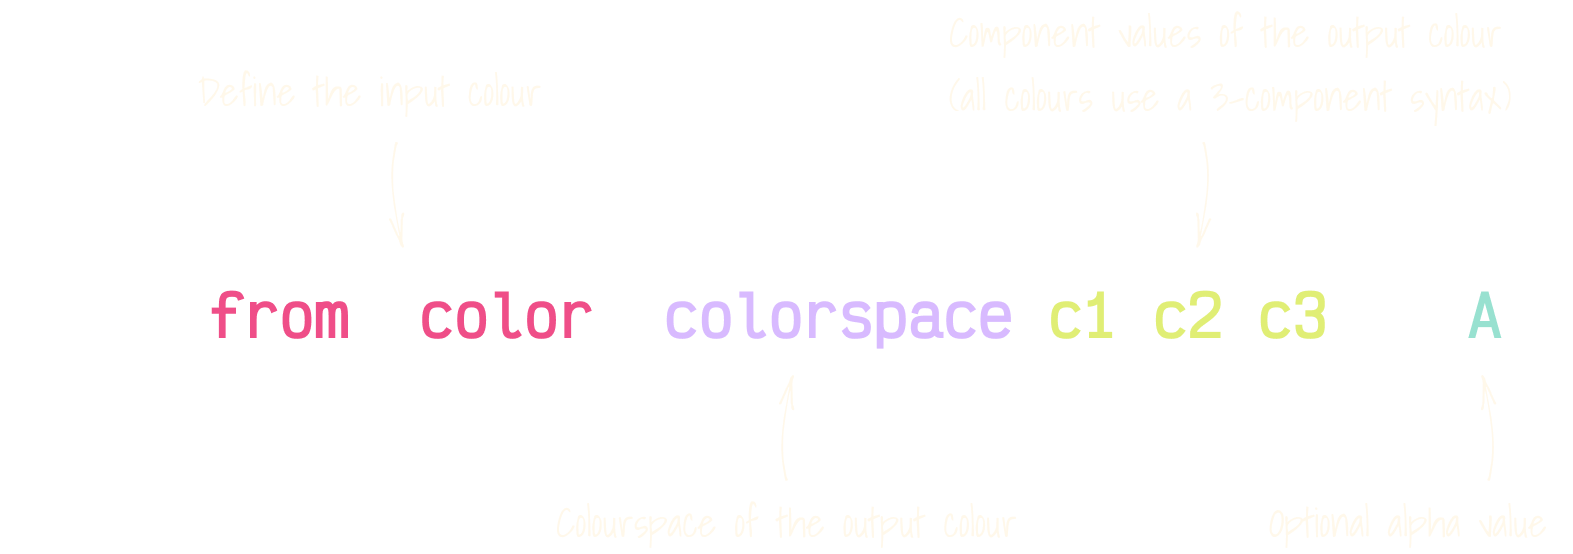 Component values of the output colour
Define the input colour
(all colours use a 3-component syntax)
from color colorspace c1 c2 c3 A
Colourspace of the output colour
Optional alpha value